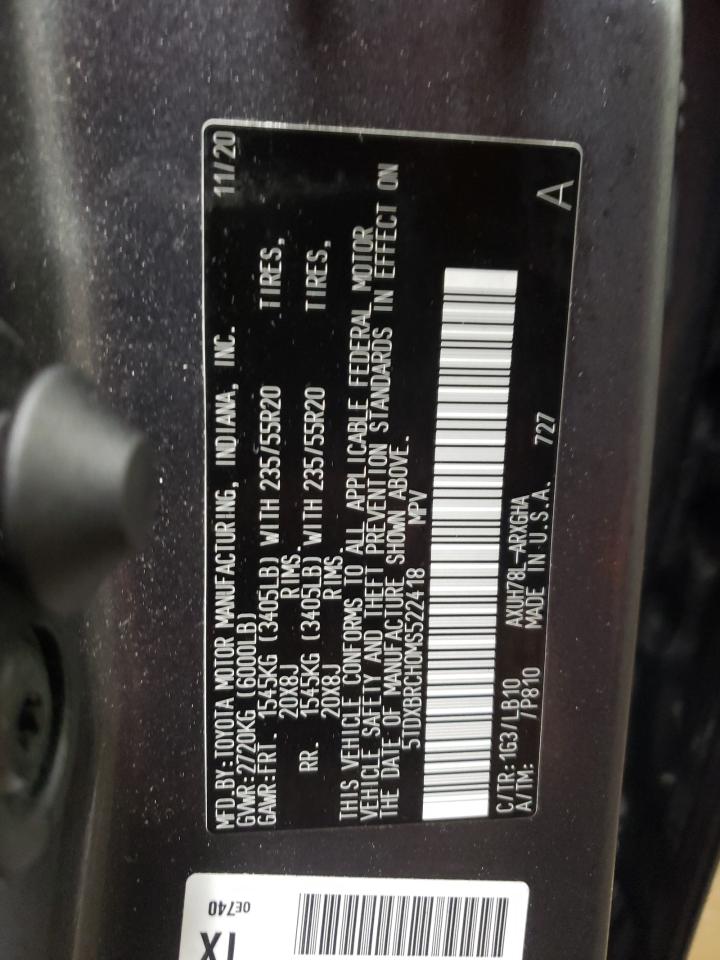 MFD.BY:TOYOTA MOTOR MANUFACTURING, INDIANA, INC. 11/20
GVWR:2720KG (6000LB)
GAWR:FRT. 1545KG (3405LB) WITH 235/55R20 TIRES,
20X8J RIMS.
RR. 1545KG (3405LB) WITH 235/55R20 TIRES,
20X8J RIMS.
THIS VEHICLE CONFORMS TO ALL APPLICABLE FEDERAL MOTOR
VEHICLE SAFETY AND THEFT PREVENTION STANDARDS IN EFFECT ON
THE DATE OF MANUFACTURE SHOWN ABOVE.
5TDXBRCH0MS522418 MPV
C/TR:1G3/LB10 AXUH78L-ARXGHA
A/TM: /P810 MADE IN U.S.A. 727
A
0E740